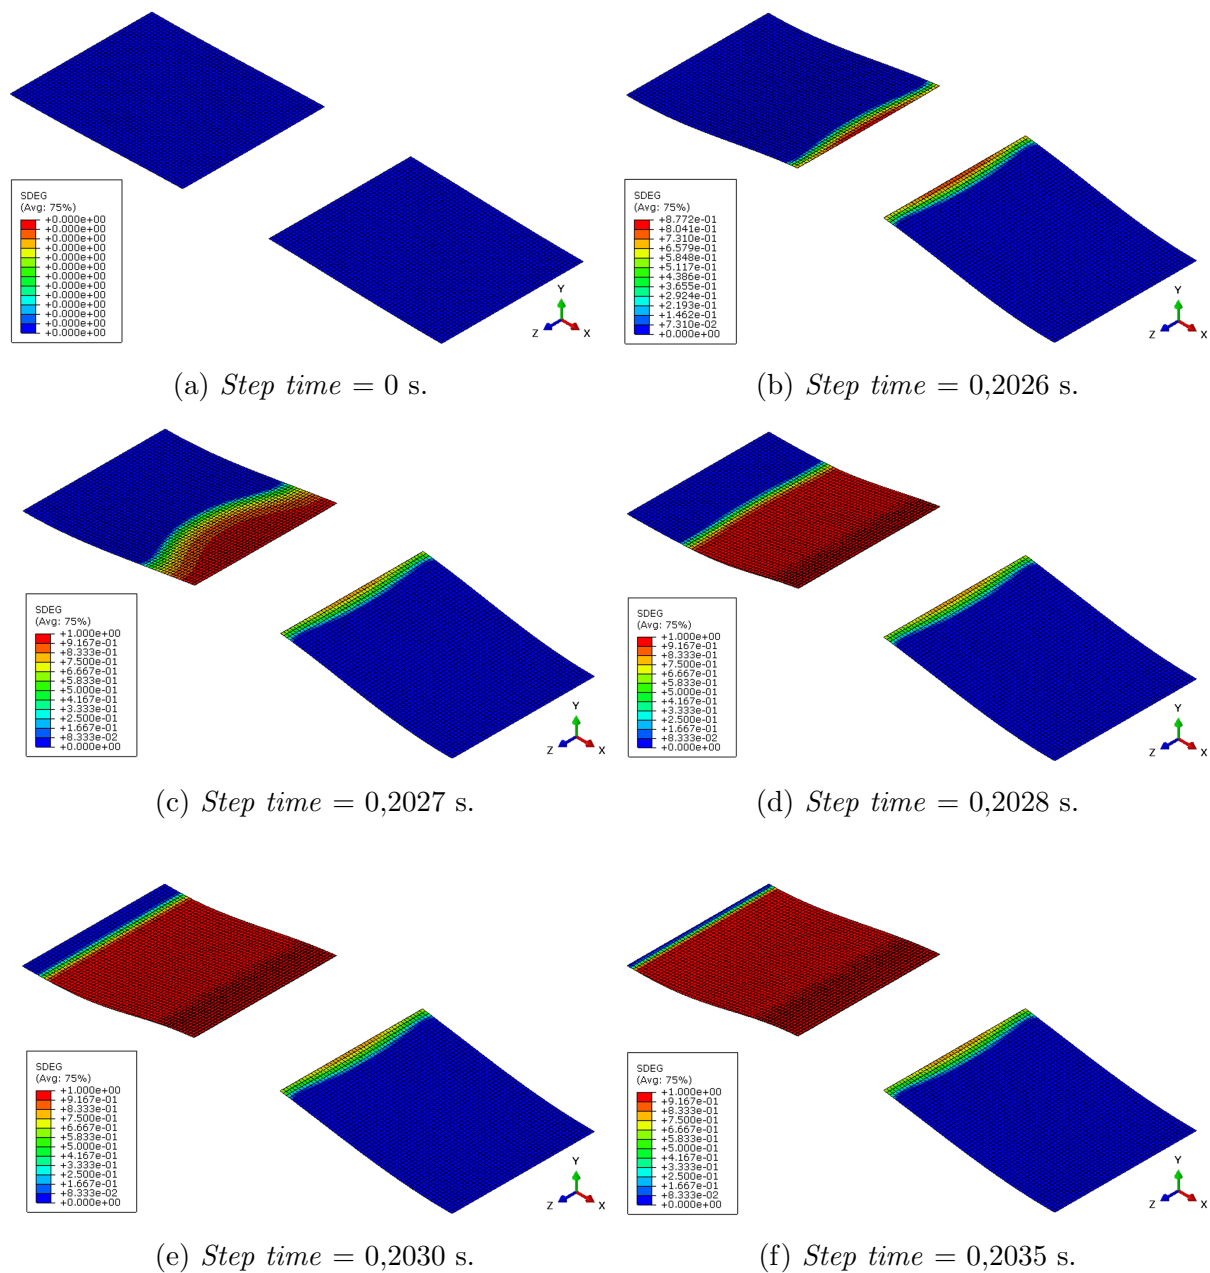 SDEG
(Avg: 75%)
+0.000e+00
+0.000e+00
+0.000e+00
+0.000e+00
+0.000e+00
+0.000e+00
+0.000e+00
+0.000e+00
+0.000e+00
+0.000e+00
+0.000e+00
+0.000e+00
+0.000e+00
Y
Z
X
(a) Step time = 0 s.
SDEG
(Avg: 75%)
+8.772e-01
+8.041e-01
+7.310e-01
+6.579e-01
+5.848e-01
+5.117e-01
+4.386e-01
+3.655e-01
+2.924e-01
+2.193e-01
+1.462e-01
+7.310e-02
+0.000e+00
Y
Z
X
(b) Step time = 0,2026 s.
SDEG
(Avg: 75%)
+1.000e+00
+9.167e-01
+8.333e-01
+7.500e-01
+6.667e-01
+5.833e-01
+5.000e-01
+4.167e-01
+3.333e-01
+2.500e-01
+1.667e-01
+8.333e-02
+0.000e+00
Y
Z
X
(c) Step time = 0,2027 s.
SDEG
(Avg: 75%)
+1.000e+00
+9.167e-01
+8.333e-01
+7.500e-01
+6.667e-01
+5.833e-01
+5.000e-01
+4.167e-01
+3.333e-01
+2.500e-01
+1.667e-01
+8.333e-02
+0.000e+00
Y
Z
X
(d) Step time = 0,2028 s.
SDEG
(Avg: 75%)
+1.000e+00
+9.167e-01
+8.333e-01
+7.500e-01
+6.667e-01
+5.833e-01
+5.000e-01
+4.167e-01
+3.333e-01
+2.500e-01
+1.667e-01
+8.333e-02
+0.000e+00
Y
Z
X
(e) Step time = 0,2030 s.
SDEG
(Avg: 75%)
+1.000e+00
+9.167e-01
+8.333e-01
+7.500e-01
+6.667e-01
+5.833e-01
+5.000e-01
+4.167e-01
+3.333e-01
+2.500e-01
+1.667e-01
+8.333e-02
+0.000e+00
Y
Z
X
(f) Step time = 0,2035 s.